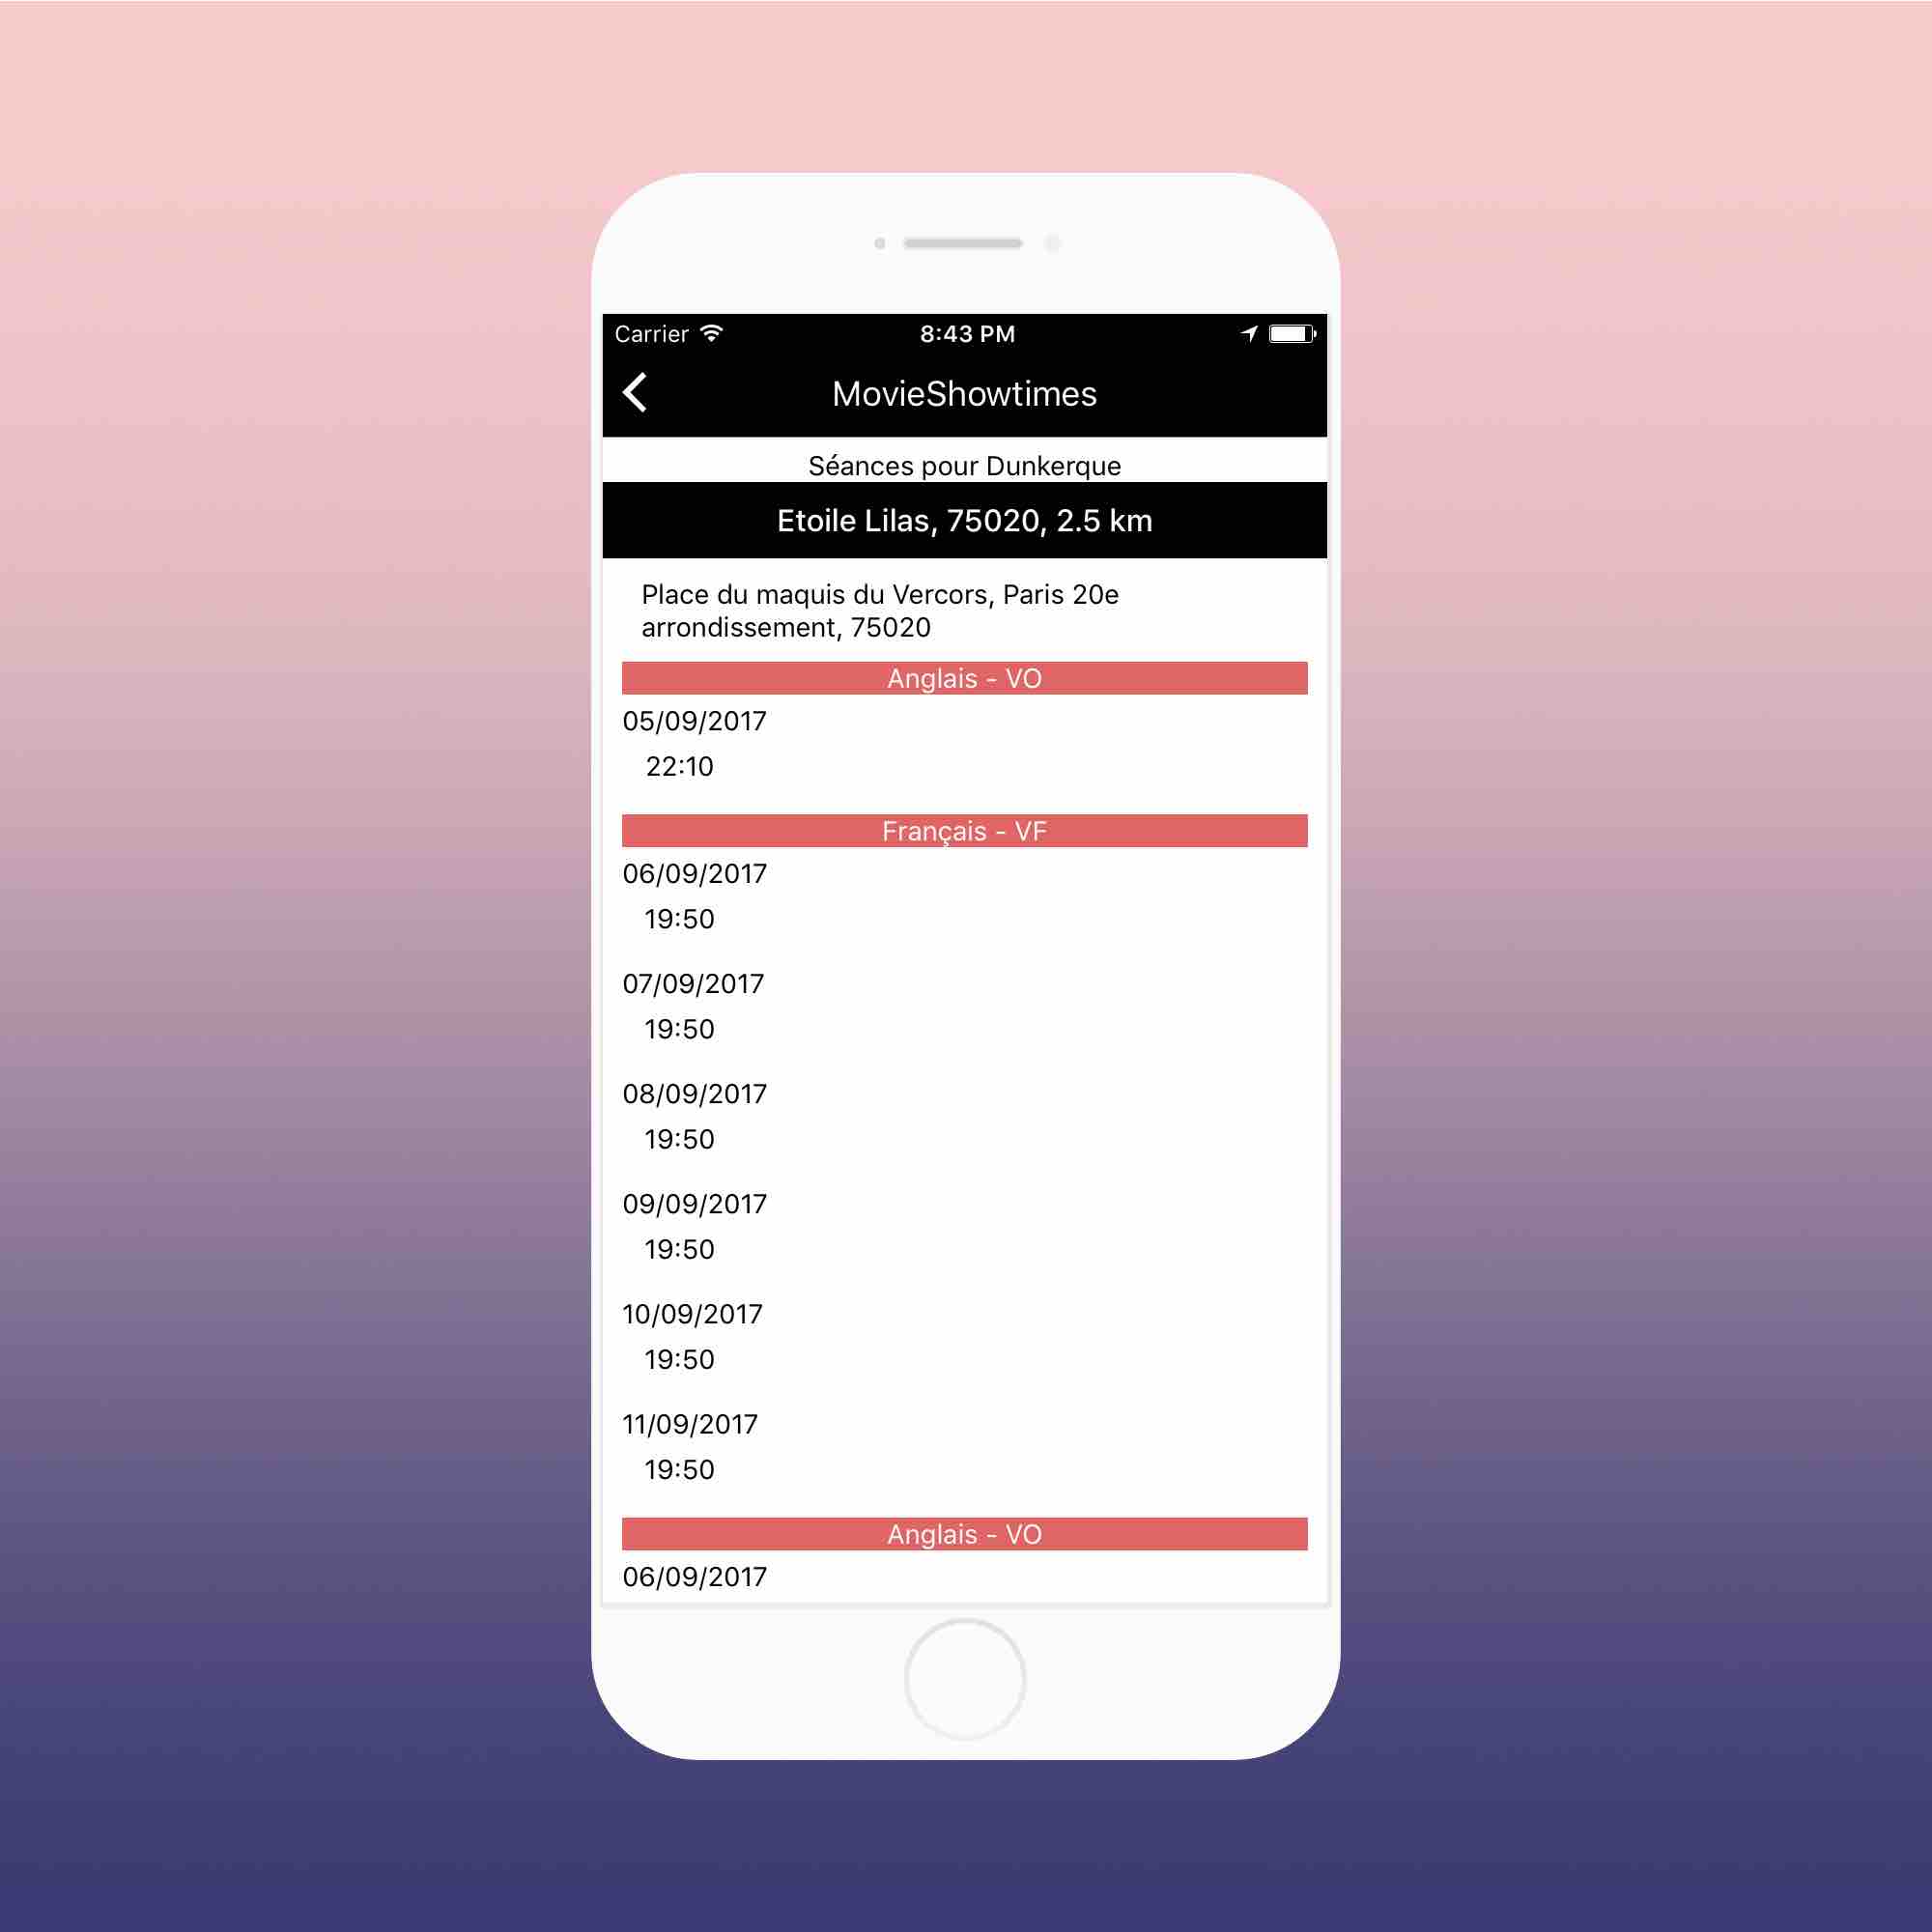 Carrier 8:43 PM
MovieShowtimes
Séances pour Dunkerque
Etoile Lilas, 75020, 2.5 km
Place du maquis du Vercors, Paris 20e
arrondissement, 75020
Anglais - VO
05/09/2017
22:10
Français - VF
06/09/2017
19:50
07/09/2017
19:50
08/09/2017
19:50
09/09/2017
19:50
10/09/2017
19:50
11/09/2017
19:50
Anglais - VO
06/09/2017